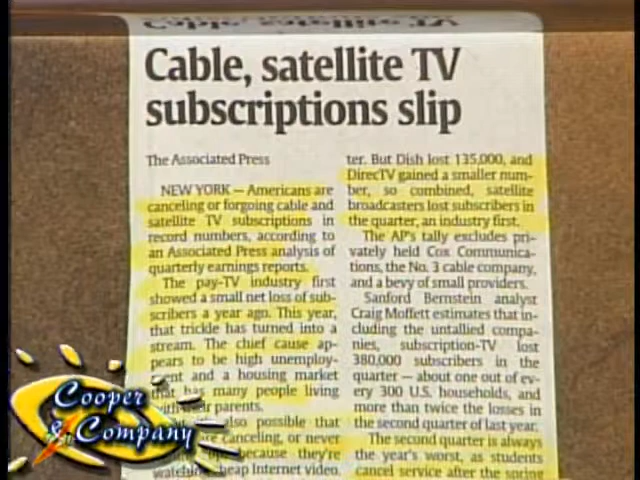 Cable, satellite TV
subscriptions slip
The Associated Press
NEW YORK — Americans are
canceling or forgoing cable and
satellite TV subscriptions in
record numbers, according to
an Associated Press analysis of
quarterly earnings reports.
The pay-TV industry first
showed a small net loss of sub-
scribers a year ago. This year,
that trickle has turned into a
stream. The chief cause ap-
pears to be high unemploy-
and a housing market
that has many people living
parents.
also possible that
canceling, or never
because they're
watching cheap Internet video.
ter. But Dish lost 135,000, and
DirecTV gained a smaller num-
ber, so combined, satellite
broadcasters lost subscribers in
the quarter, an industry first.
The AP's tally excludes pri-
vately held Cox Communica-
tions, the No. 3 cable company,
and a bevy of small providers.
Sanford Bernstein analyst
Craig Moffett estimates that in-
cluding the untallied compa-
nies, subscription-TV lost
380,000 subscribers in the
quarter — about one out of ev-
ery 300 U.S. households, and
more than twice the losses in
the second quarter of last year.
The second quarter is always
the year's worst, as students
cancel service after the spring
Cooper
& Company